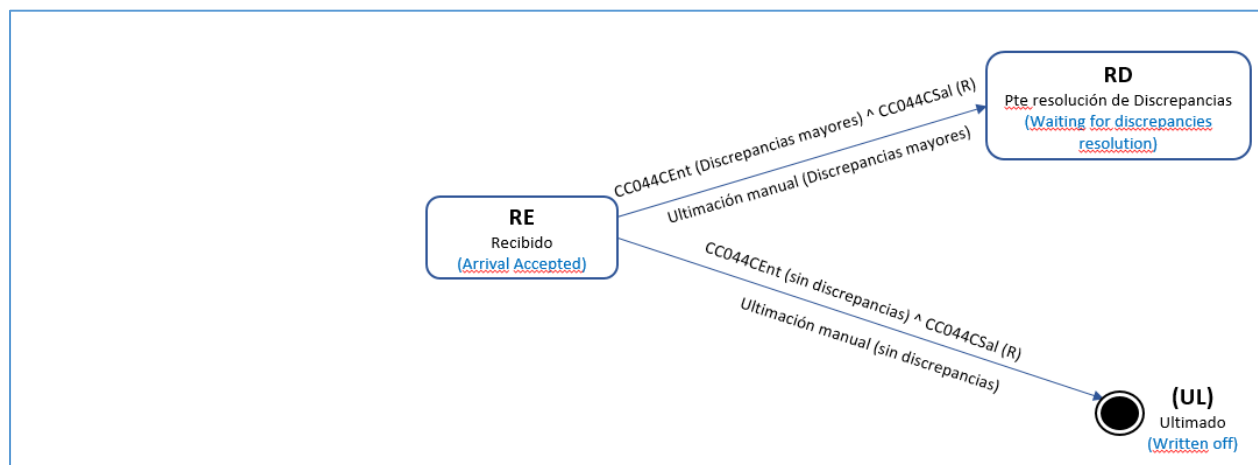 RD
Pte resolución de Discrepancias
(Waiting for discrepancies
resolution)
CC044CEnt (Discrepancias mayores) ^ CC044CSal (R)
Ultimación manual (Discrepancias mayores)
RE
Recibido
(Arrival Accepted)
CC044CEnt (sin discrepancias) ^ CC044CSal (R)
Ultimación manual (sin discrepancias)
(UL)
Ultimado
(Written off)